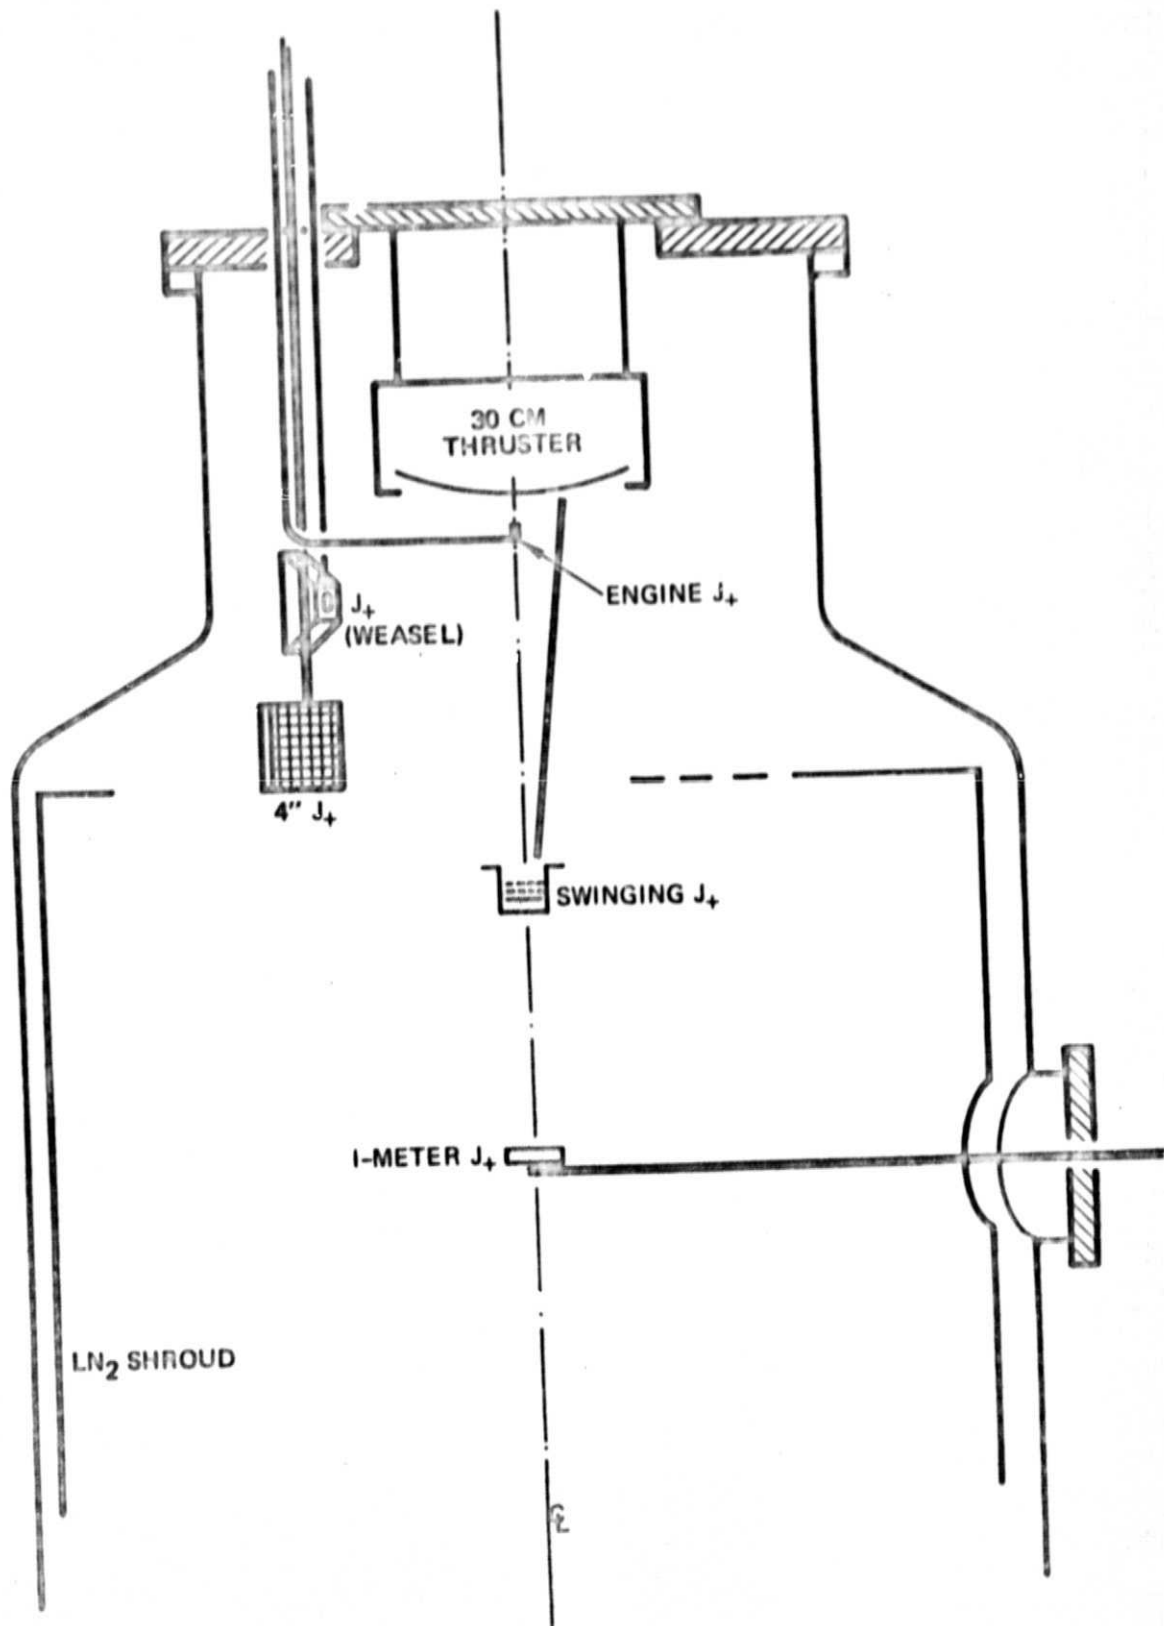 30 CM
THRUSTER
ENGINE J₊
J₊
(WEASEL)
4" J₊
SWINGING J₊
I-METER J₊
LN₂ SHROUD
℄